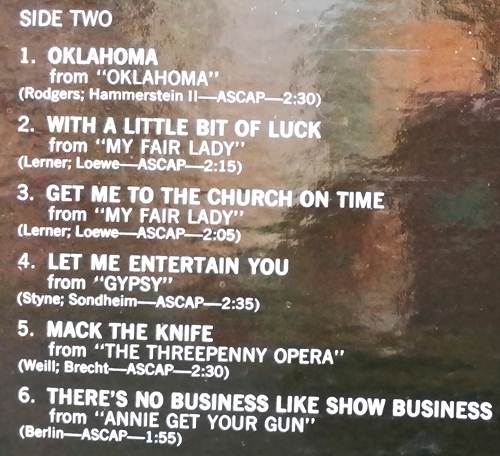 SIDE TWO
1. OKLAHOMA
from "OKLAHOMA"
(Rodgers; Hammerstein II—ASCAP—2:30)
2. WITH A LITTLE BIT OF LUCK
from "MY FAIR LADY"
(Lerner; Loewe—ASCAP—2:15)
3. GET ME TO THE CHURCH ON TIME
from "MY FAIR LADY"
(Lerner; Loewe—ASCAP—2:05)
4. LET ME ENTERTAIN YOU
from "GYPSY"
(Styne; Sondheim—ASCAP—2:35)
5. MACK THE KNIFE
from "THE THREEPENNY OPERA"
(Weill; Brecht—ASCAP—2:30)
6. THERE'S NO BUSINESS LIKE SHOW BUSINESS
from "ANNIE GET YOUR GUN"
(Berlin—ASCAP—1:55)